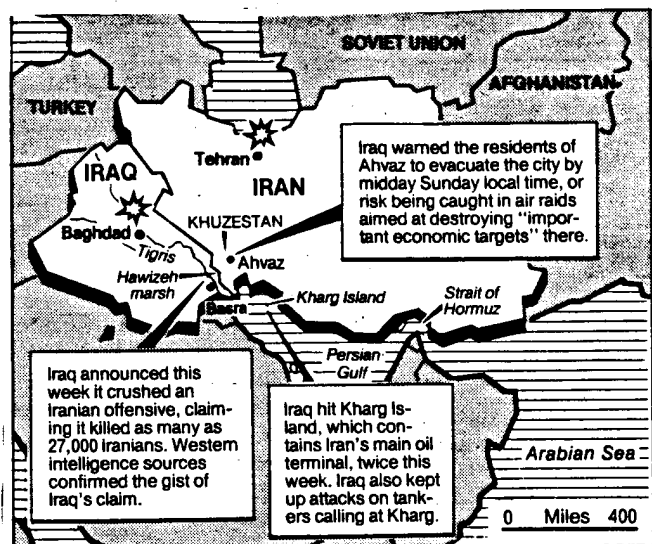 SOVIET UNION
AFGHANISTAN
TURKEY
Tehran
IRAQ
IRAN
Iraq warned the residents of
Ahvaz to evacuate the city by
midday Sunday local time, or
risk being caught in air raids
aimed at destroying "impor-
tant economic targets" there.
KHUZESTAN
Baghdad
Tigris
Ahvaz
Hawizeh
marsh
Basra
Kharg Island
Strait of
Hormuz
Persian
Gulf
Iraq announced this
week it crushed an
Iranian offensive, claim-
ing it killed as many as
27,000 Iranians. Western
intelligence sources
confirmed the gist of
Iraq's claim.
Iraq hit Kharg Is-
land, which con-
tains Iran's main oil
terminal, twice this
week. Iraq also kept
up attacks on tank-
ers calling at Kharg.
Arabian Sea
0 Miles 400